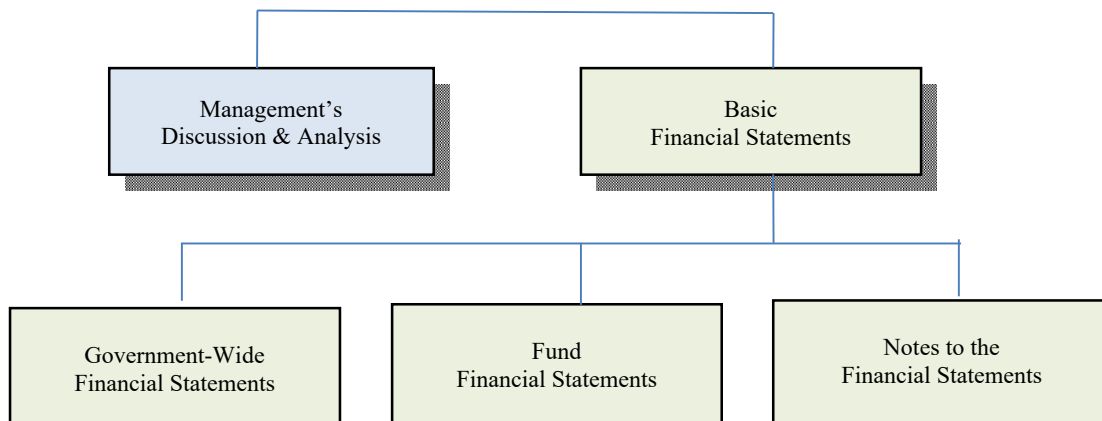 Management’s
Discussion & Analysis
Basic
Financial Statements
Government-Wide
Financial Statements
Fund
Financial Statements
Notes to the
Financial Statements